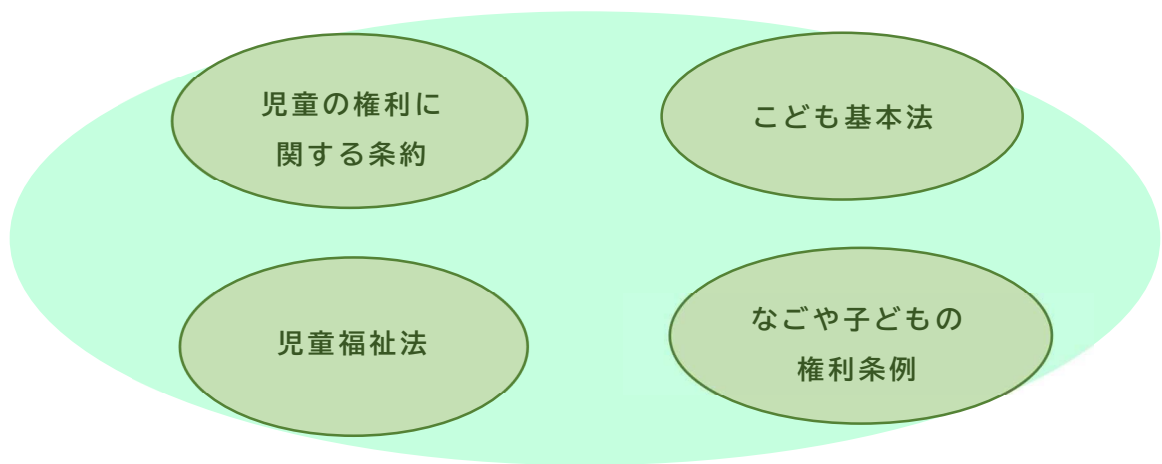 児童の権利に
関する条約
こども基本法
児童福祉法
なごや子どもの
権利条例